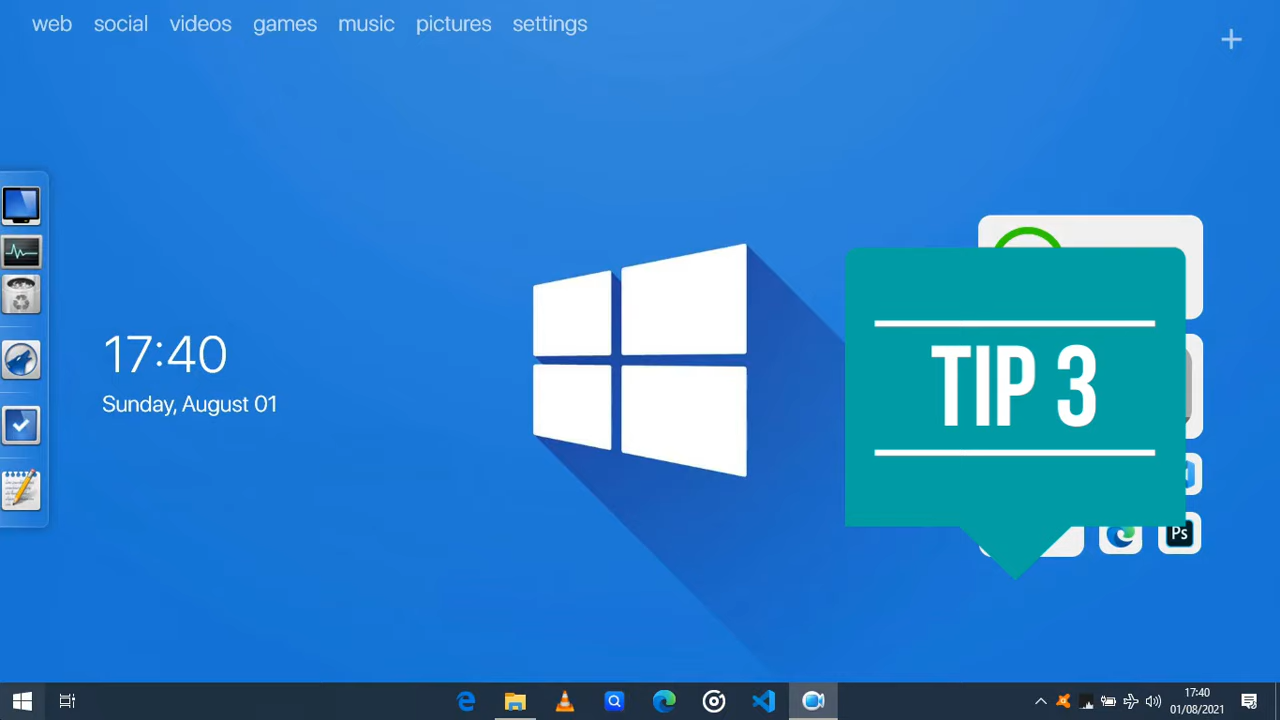 web social videos games music pictures settings
17:40
Sunday, August 01
TIP 3
Ps
17:40
01/08/2021